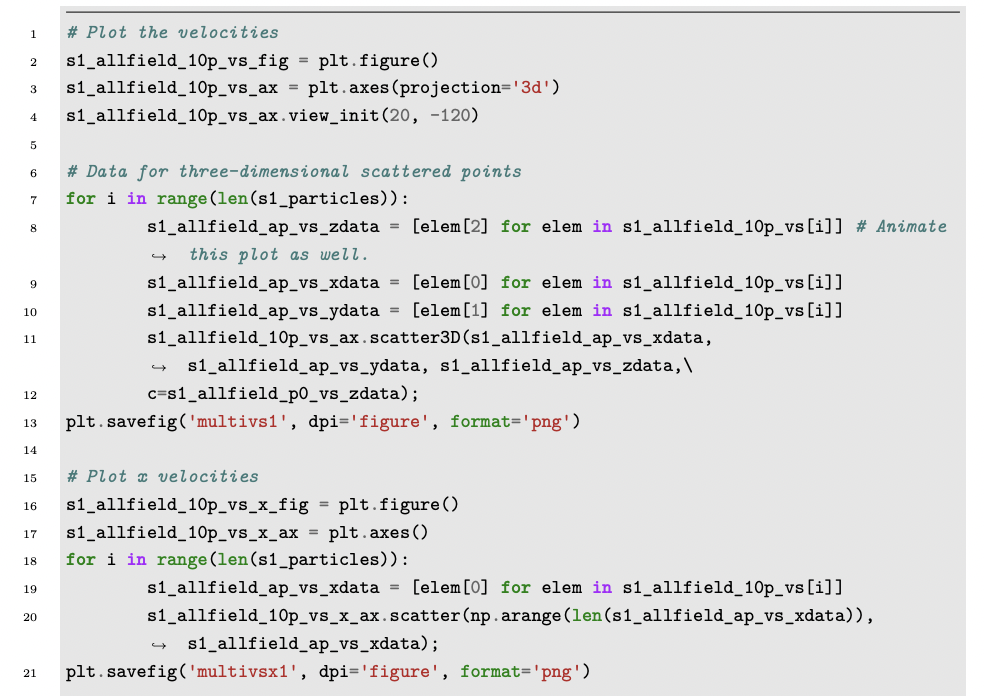 1 # Plot the velocities
2 s1_allfield_10p_vs_fig = plt.figure()
3 s1_allfield_10p_vs_ax = plt.axes(projection='3d')
4 s1_allfield_10p_vs_ax.view_init(20, -120)
5
6 # Data for three-dimensional scattered points
7 for i in range(len(s1_particles)):
8 s1_allfield_ap_vs_zdata = [elem[2] for elem in s1_allfield_10p_vs[i]] # Animate
↪ this plot as well.
9 s1_allfield_ap_vs_xdata = [elem[0] for elem in s1_allfield_10p_vs[i]]
10 s1_allfield_ap_vs_ydata = [elem[1] for elem in s1_allfield_10p_vs[i]]
11 s1_allfield_10p_vs_ax.scatter3D(s1_allfield_ap_vs_xdata,
↪ s1_allfield_ap_vs_ydata, s1_allfield_ap_vs_zdata,\
12 c=s1_allfield_p0_vs_zdata);
13 plt.savefig('multivs1', dpi='figure', format='png')
14
15 # Plot x velocities
16 s1_allfield_10p_vs_x_fig = plt.figure()
17 s1_allfield_10p_vs_x_ax = plt.axes()
18 for i in range(len(s1_particles)):
19 s1_allfield_ap_vs_xdata = [elem[0] for elem in s1_allfield_10p_vs[i]]
20 s1_allfield_10p_vs_x_ax.scatter(np.arange(len(s1_allfield_ap_vs_xdata)),
↪ s1_allfield_ap_vs_xdata);
21 plt.savefig('multivsx1', dpi='figure', format='png')